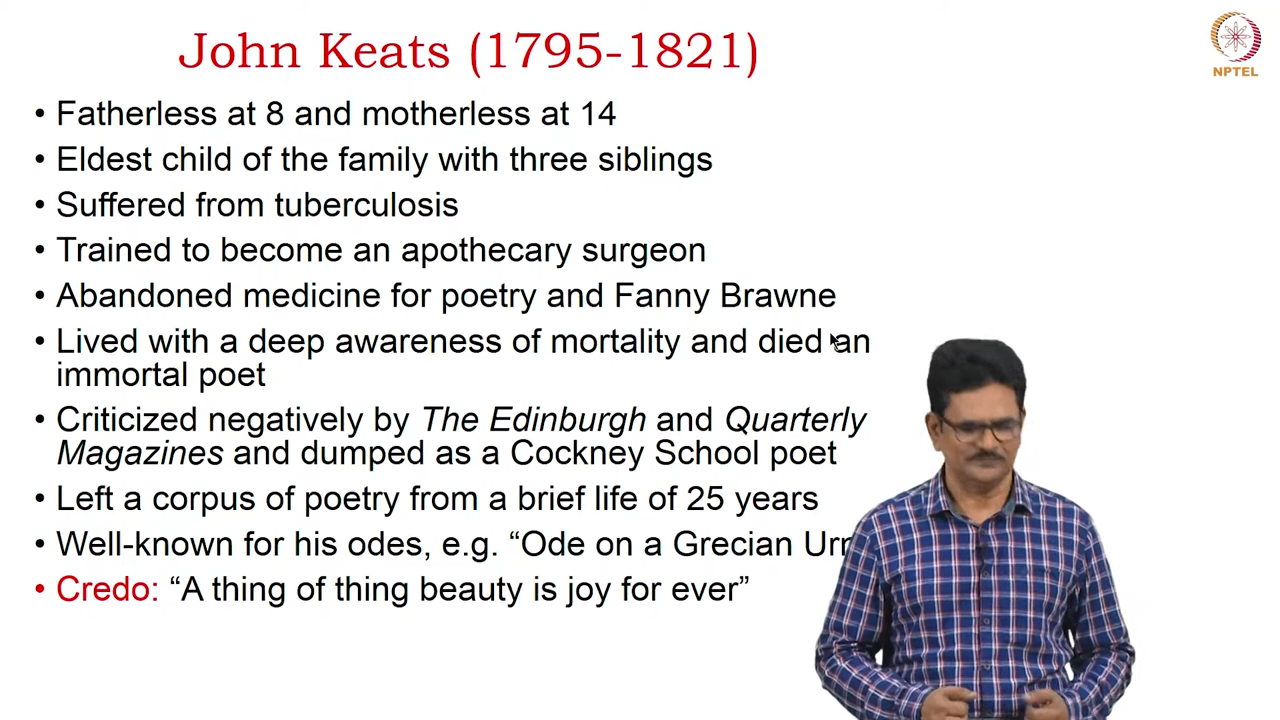 John Keats (1795-1821)
NPTEL
• Fatherless at 8 and motherless at 14
• Eldest child of the family with three siblings
• Suffered from tuberculosis
• Trained to become an apothecary surgeon
• Abandoned medicine for poetry and Fanny Brawne
• Lived with a deep awareness of mortality and died an
immortal poet
• Criticized negatively by The Edinburgh and Quarterly
Magazines and dumped as a Cockney School poet
• Left a corpus of poetry from a brief life of 25 years
• Well-known for his odes, e.g. “Ode on a Grecian Urn
• Credo: “A thing of thing beauty is joy for ever”